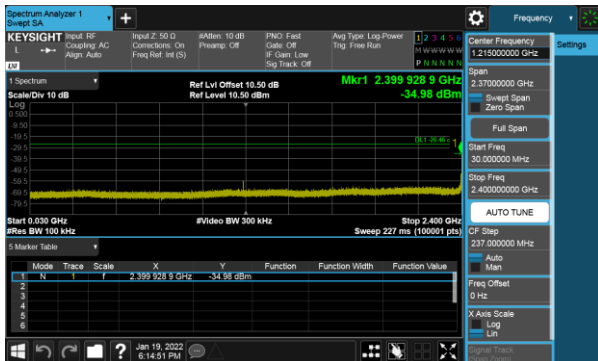 Spectrum Analyzer 1
Swept SA
+
Frequency
KEYSIGHT
L
Input: RF
Coupling: AC
Align: Auto
Input Z: 50 Ω
Corrections: On
Freq Ref: Int (S)
#Atten: 10 dB
Preamp: Off
PNO: Fast
Gate: Off
IF Gain: Low
Sig Track: Off
Avg Type: Log-Power
Trig: Free Run
1 2 3 4 5 6
M W W W W W
P N N N N N
1 Spectrum
Scale/Div 10 dB
Ref Lvl Offset 10.50 dB
Ref Level 10.50 dBm
Mkr1 2.399 928 9 GHz
-34.98 dBm
Log
0.500
-9.50
-19.5
-29.5
-39.5
-49.5
-59.5
-69.5
-79.5
1
Start 0.030 GHz
#Res BW 100 kHz
#Video BW 300 kHz
Stop 2.400 GHz
Sweep 227 ms (100001 pts)
5 Marker Table
Mode Trace Scale X Y Function Function Width Function Value
1 N 1 f 2.399 928 9 GHz -34.98 dBm
2
3
4
5
6
Center Frequency
1.215000000 GHz
Settings
Span
2.37000000 GHz
Swept Span
Zero Span
Full Span
Start Freq
30.000000 MHz
Stop Freq
2.400000000 GHz
AUTO TUNE
CF Step
237.000000 MHz
Auto
Man
Freq Offset
0 Hz
X Axis Scale
Log
Lin
Signal Track
?
Jan 19, 2022
6:14:51 PM